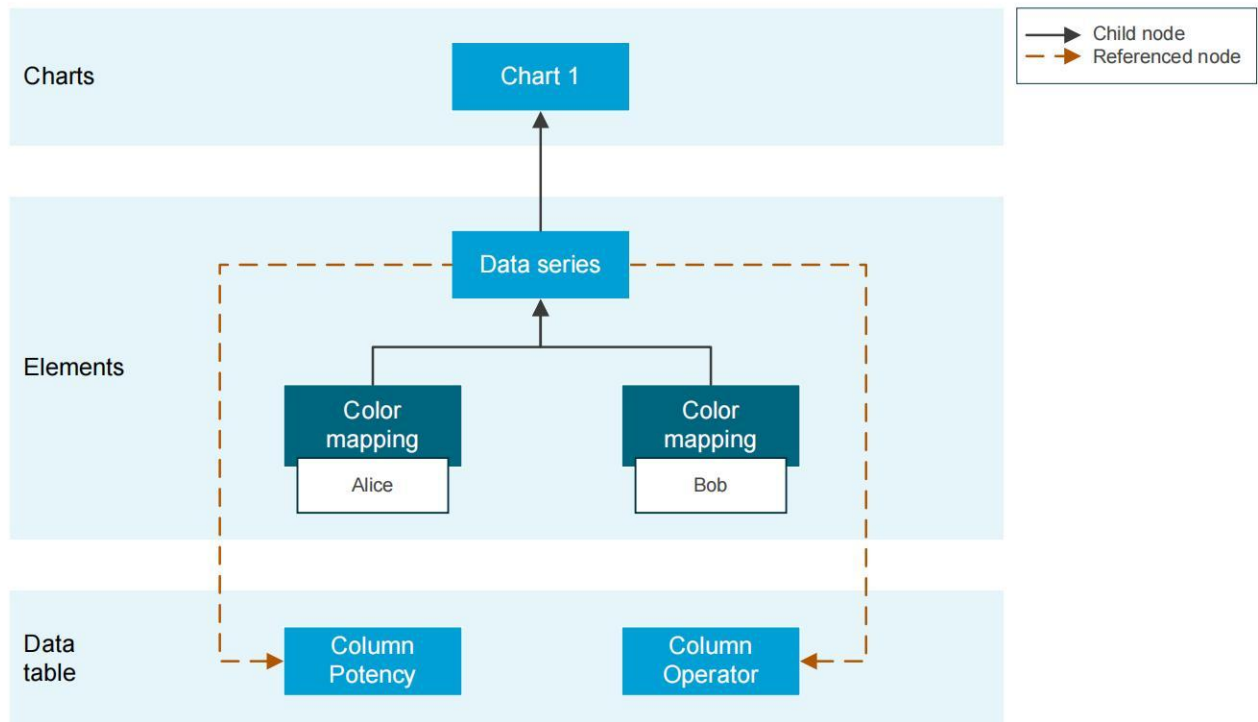 Charts
Chart 1
Child node
Referenced node
Elements
Data series
Color
mapping
Alice
Color
mapping
Bob
Data
table
Column
Potency
Column
Operator